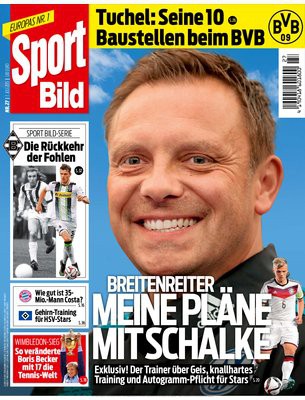 EUROPAS NR. 1
Sport
Bild
Tuchel: Seine 10
Baustellen beim BVB
BVB
09
SPORT BILD-SERIE
Die Rückkehr
der Fohlen
Wie gut ist 35-
Mio.-Mann Costa?
Gehirn-Training
für HSV-Stars
WIMBLEDON-SIEG
So veränderte
Boris Becker
mit 17 die
Tennis-Welt
BREITENREITER
MEINE PLÄNE
MIT SCHALKE
Exklusiv! Der Trainer über Geis, knallhartes
Training und Autogramm-Pflicht für Stars